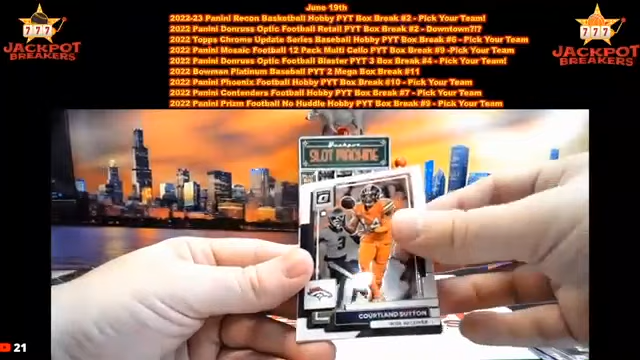 June 19th
2022-23 Panini Recon Basketball Hobby PYT Box Break #2 - Pick Your Team!
2022 Panini Donruss Optic Football Retail PYT Box Break #2 - Downtown?!?
2022 Topps Chrome Update Series Baseball Hobby PYT Box Break #6 - Pick Your Team
2022 Panini Mosaic Football 12 Pack Multi Cello PYT Box Break #9 -Pick Your Team
2022 Panini Donruss Optic Football Blaster PYT 3 Box Break #4 - Pick Your Team!
2022 Bowman Platinum Baseball PYT 2 Mega Box Break #11
2022 Panini Phoenix Football Hobby PYT Box Break #10 - Pick Your Team
2022 Panini Contenders Football Hobby PYT Box Break #7 - Pick Your Team
2022 Panini Prizm Football No Huddle Hobby PYT Box Break #9 - Pick Your Team
777
JACKPOT
BREAKERS
777
JACKPOT
BREAKERS
SLOT MACHINE
3
COURTLAND SUTTON
WIDE RECEIVER
21